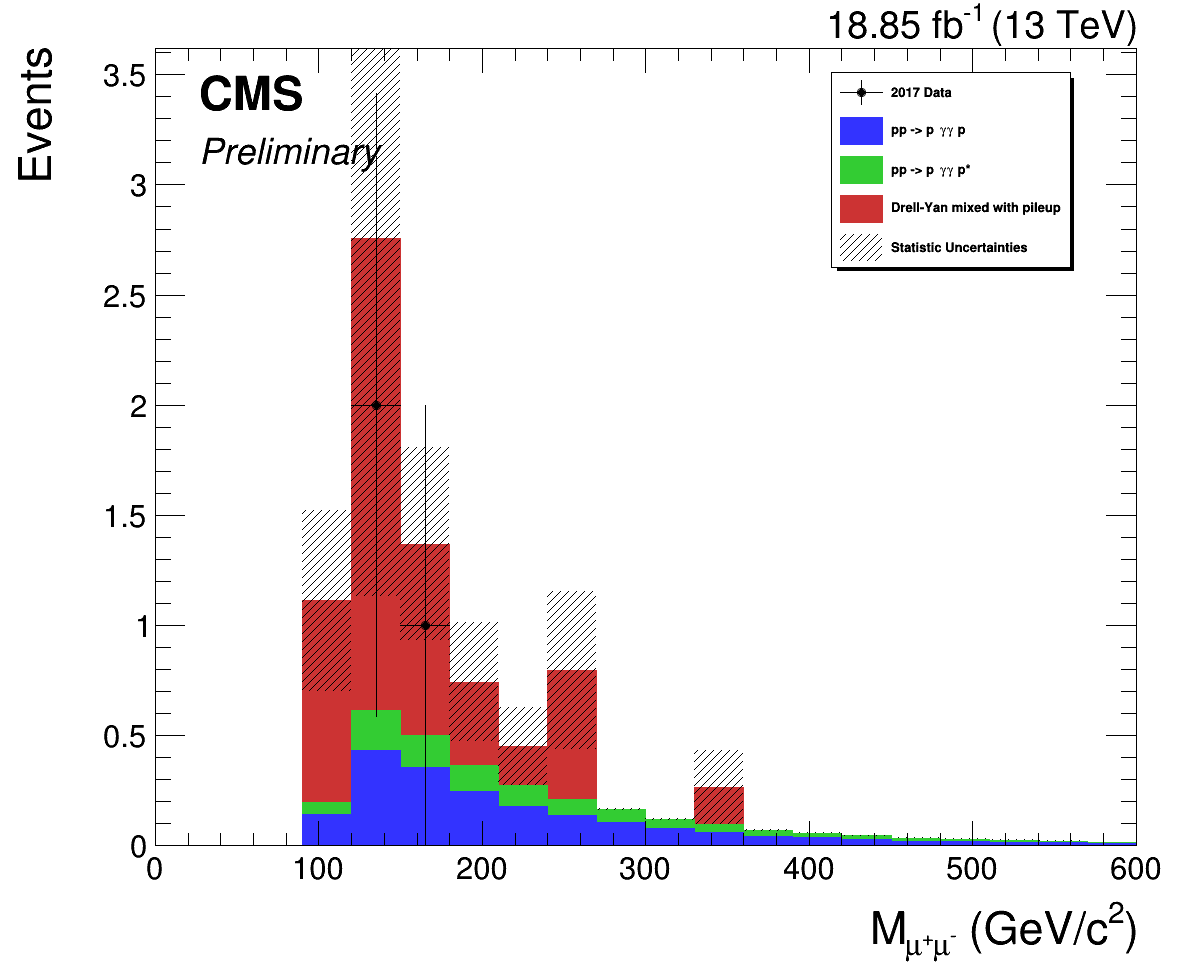 18.85 fb-1 (13 TeV)
Events
CMS
Preliminary
2017 Data
pp -> p γγ p
pp -> p γγ p*
Drell-Yan mixed with pileup
Statistic Uncertainties
3.5
3
2.5
2
1.5
1
0.5
0
0 100 200 300 400 500 600
Mμ+μ- (GeV/c2)